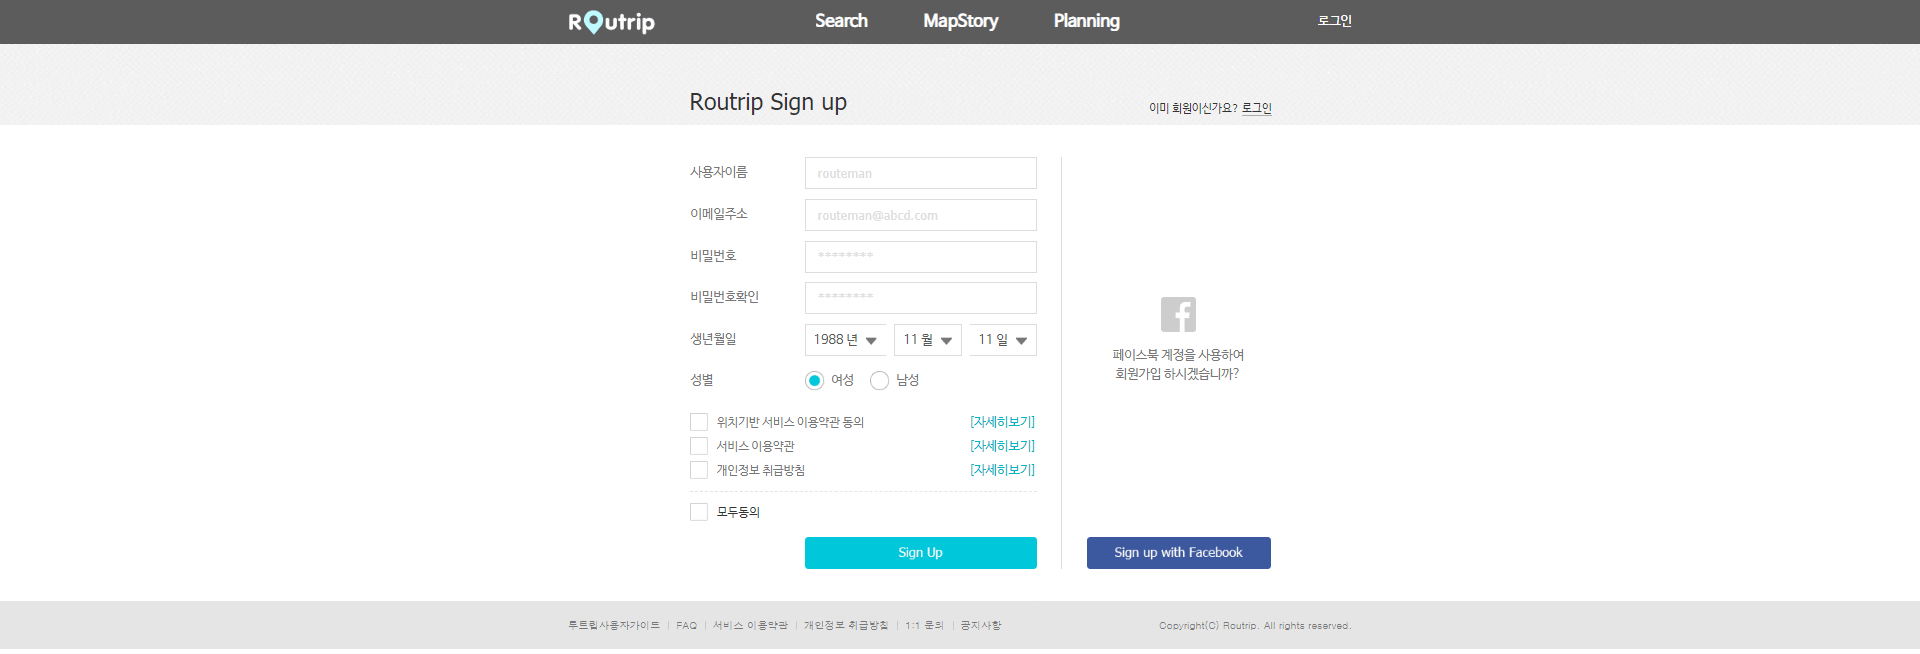 Routrip Search MapStory Planning 로그인
Routrip Sign up
이미 회원이신가요? 로그인
사용자이름 routeman
이메일주소 routeman@abcd.com
비밀번호 ********
비밀번호확인 ********
생년월일 1988 년 11 월 11 일
성별 여성 남성
위치기반 서비스 이용약관 동의 [자세히보기]
서비스 이용약관 [자세히보기]
개인정보 취급방침 [자세히보기]
모두동의
Sign Up
페이스북 계정을 사용하여
회원가입 하시겠습니까?
Sign up with Facebook
루트립사용자가이드 | FAQ | 서비스 이용약관 | 개인정보 취급방침 | 1:1 문의 | 공지사항
Copyright(C) Routrip. All rights reserved.